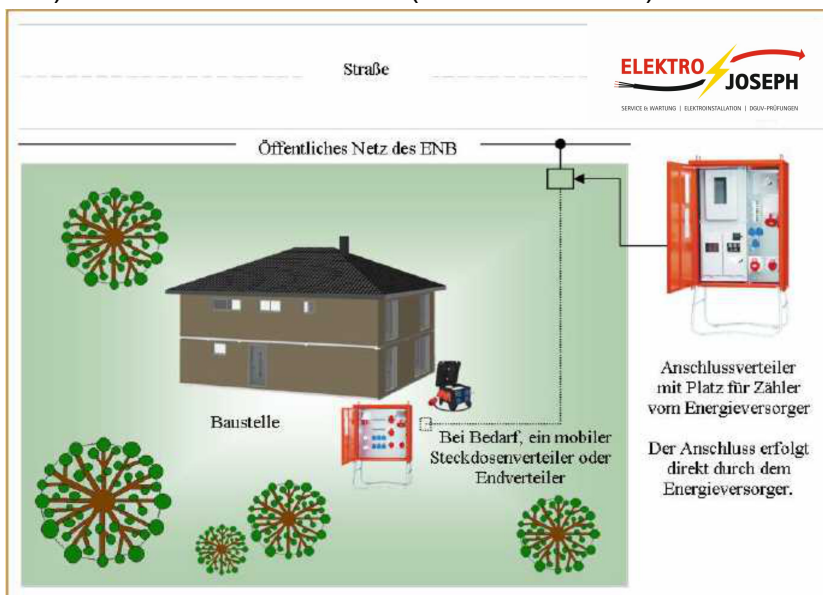 Straße
ELEKTRO
JOSEPH
SERVICE & WARTUNG | ELEKTROINSTALLATION | DGUV-PRÜFUNGEN
Öffentliches Netz des ENB
Anschlussverteiler
mit Platz für Zähler
vom Energieversorger
Der Anschluss erfolgt
direkt durch dem
Energieversorger.
Baustelle
Bei Bedarf, ein mobiler
Steckdosenverteiler oder
Endverteiler